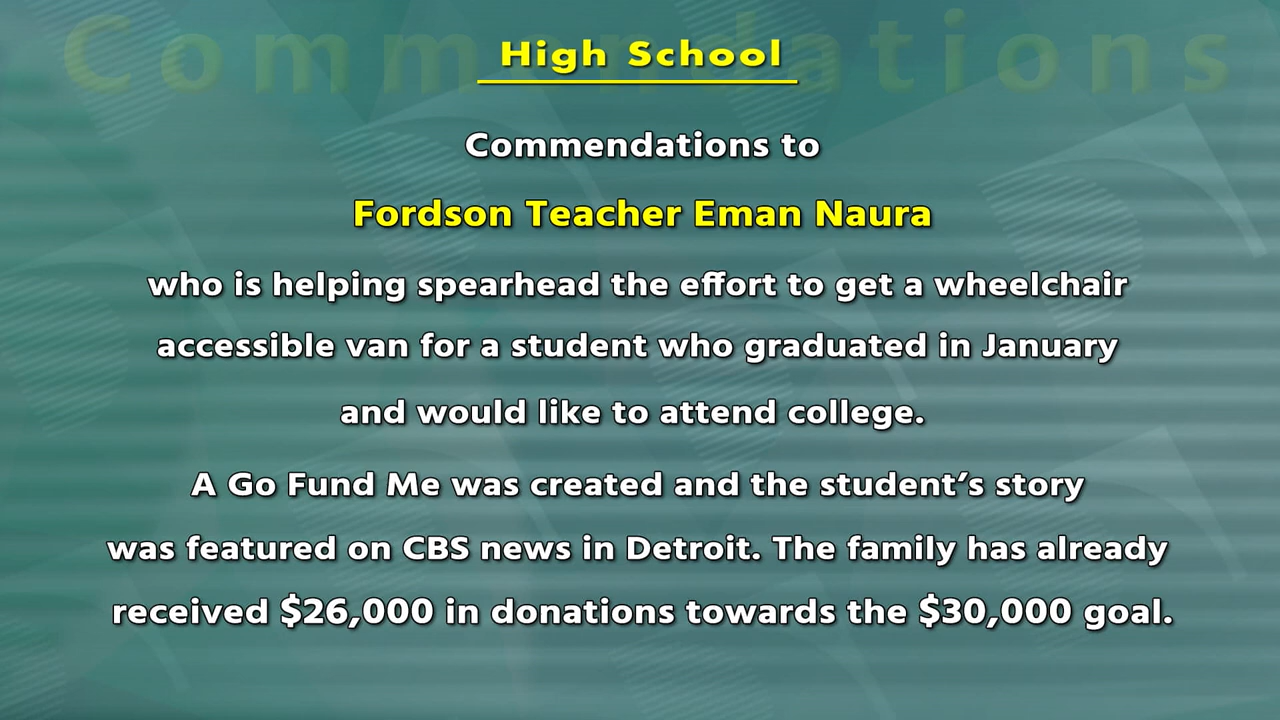 Commendations
High School
Commendations to
Fordson Teacher Eman Naura
who is helping spearhead the effort to get a wheelchair
accessible van for a student who graduated in January
and would like to attend college.
A Go Fund Me was created and the student’s story
was featured on CBS news in Detroit. The family has already
received $26,000 in donations towards the $30,000 goal.